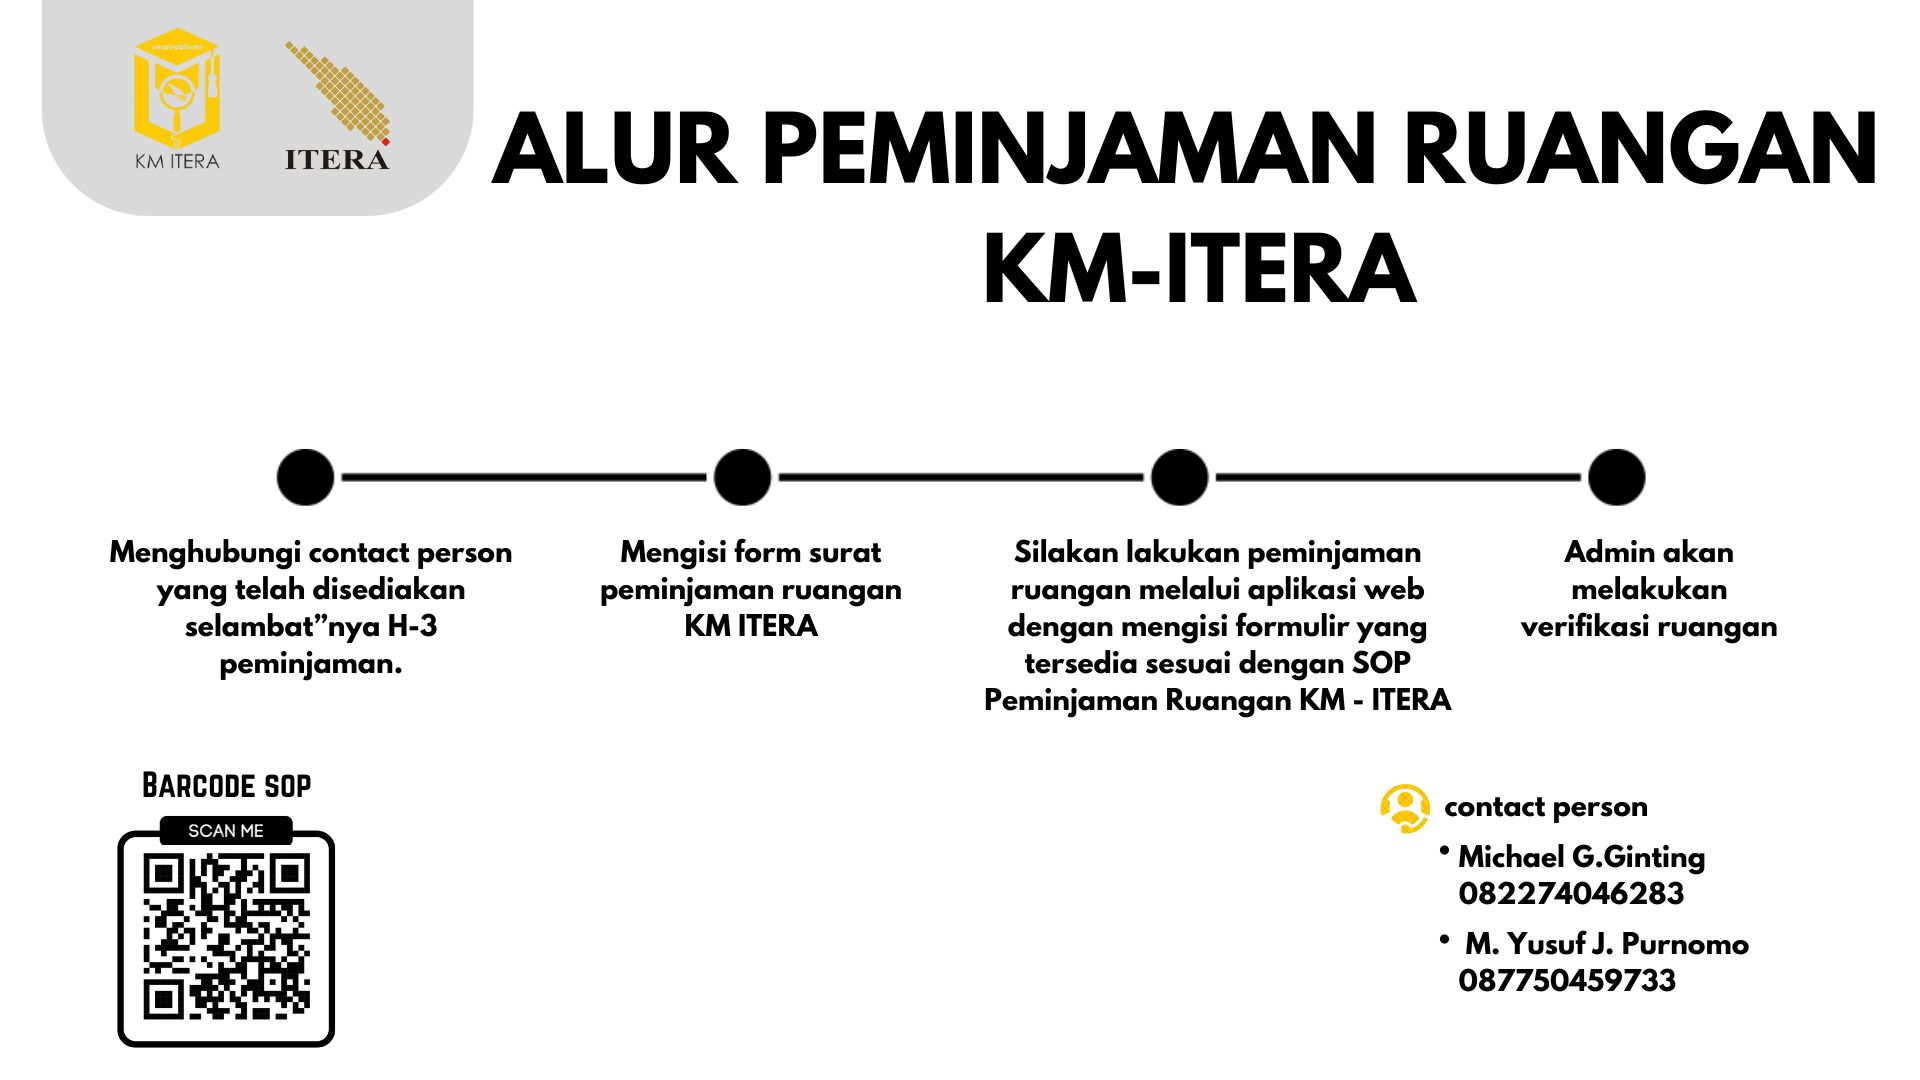 swarnabhumi
KM ITERA
ITERA
ALUR PEMINJAMAN RUANGAN
KM-ITERA
Menghubungi contact person
yang telah disediakan
selambat”nya H-3
peminjaman.
Mengisi form surat
peminjaman ruangan
KM ITERA
Silakan lakukan peminjaman
ruangan melalui aplikasi web
dengan mengisi formulir yang
tersedia sesuai dengan SOP
Peminjaman Ruangan KM - ITERA
Admin akan
melakukan
verifikasi ruangan
BARCODE SOP
SCAN ME
contact person
• Michael G.Ginting
082274046283
• M. Yusuf J. Purnomo
087750459733